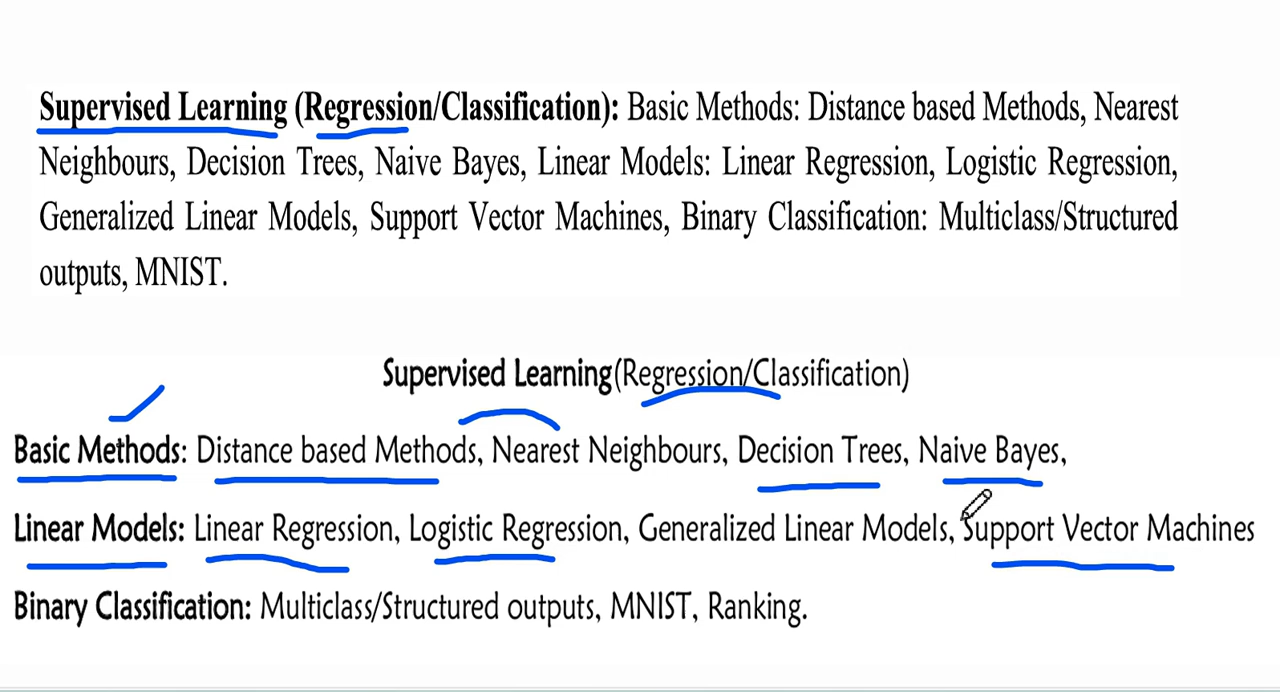 Supervised Learning (Regression/Classification): Basic Methods: Distance based Methods, Nearest
Neighbours, Decision Trees, Naive Bayes, Linear Models: Linear Regression, Logistic Regression,
Generalized Linear Models, Support Vector Machines, Binary Classification: Multiclass/Structured
outputs, MNIST.
Supervised Learning(Regression/Classification)
Basic Methods: Distance based Methods, Nearest Neighbours, Decision Trees, Naive Bayes,
Linear Models: Linear Regression, Logistic Regression, Generalized Linear Models, Support Vector Machines
Binary Classification: Multiclass/Structured outputs, MNIST, Ranking.